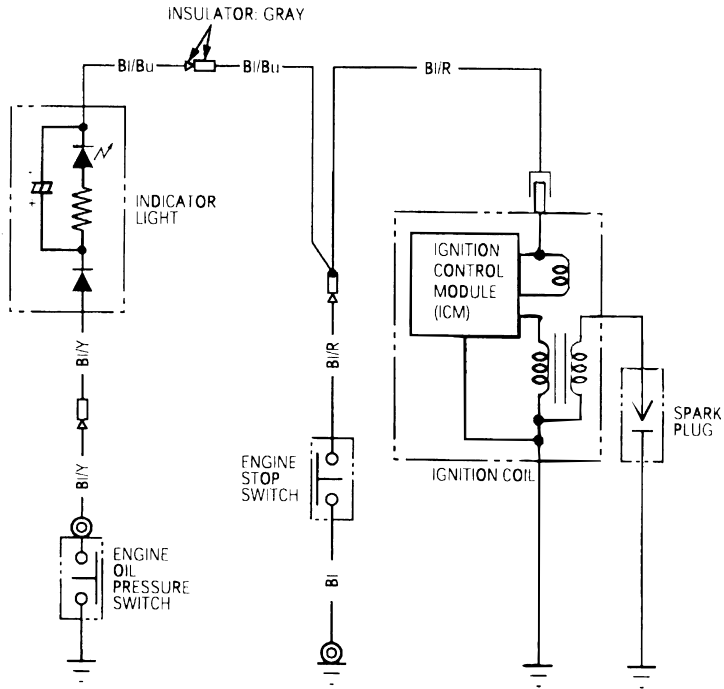 INSULATOR: GRAY
Bl/Bu
Bl/Bu
Bl/R
INDICATOR
LIGHT
IGNITION
CONTROL
MODULE
(ICM)
Bl/Y
Bl/R
SPARK
PLUG
ENGINE
STOP
SWITCH
IGNITION COIL
Bl/Y
ENGINE
OIL
PRESSURE
SWITCH
Bl
- 
+